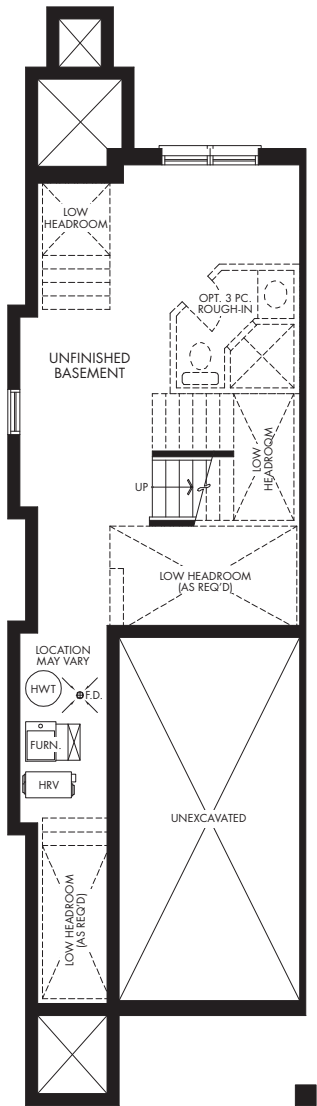 LOW
HEADROOM
OPT. 3 PC.
ROUGH-IN
UNFINISHED
BASEMENT
LOW
HEADROOM
UP
LOW HEADROOM
(AS REQ'D)
LOCATION
MAY VARY
HWT
F.D.
FURN.
HRV
UNEXCAVATED
LOW HEADROOM
(AS REQ'D)